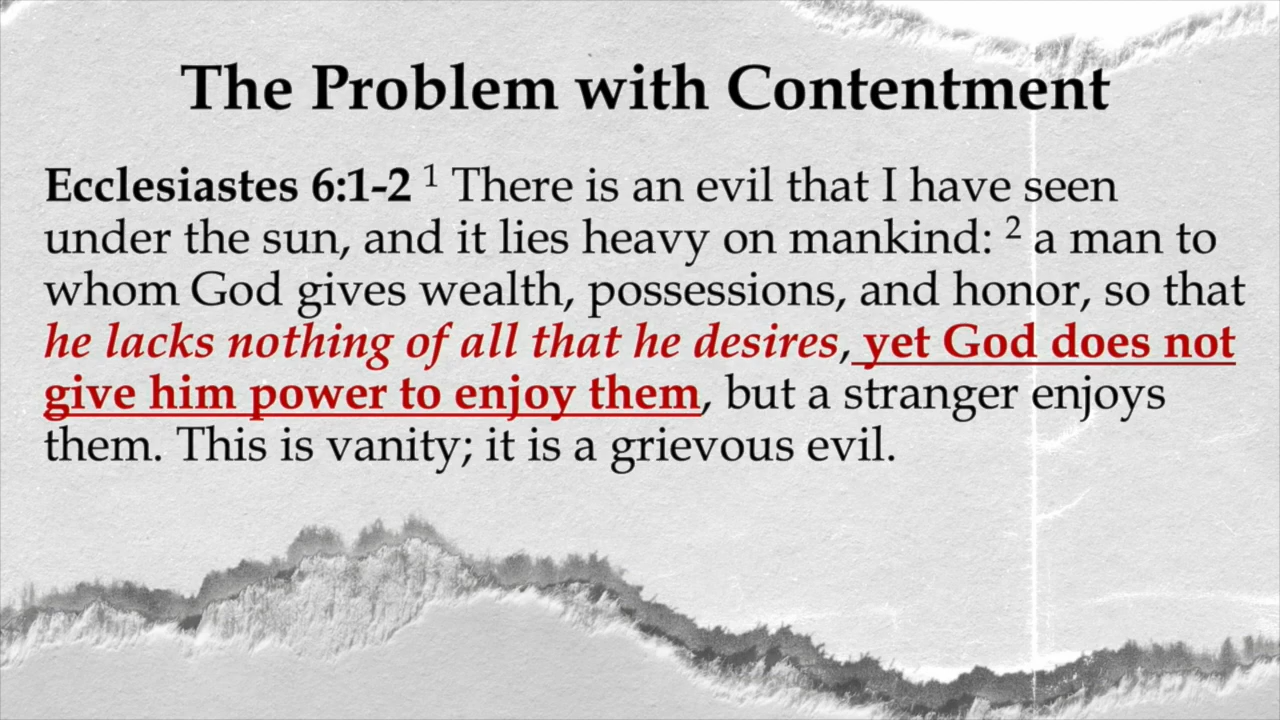 The Problem with Contentment
Ecclesiastes 6:1-2 ¹ There is an evil that I have seen
under the sun, and it lies heavy on mankind: ² a man to
whom God gives wealth, possessions, and honor, so that
he lacks nothing of all that he desires, yet God does not
give him power to enjoy them, but a stranger enjoys
them. This is vanity; it is a grievous evil.